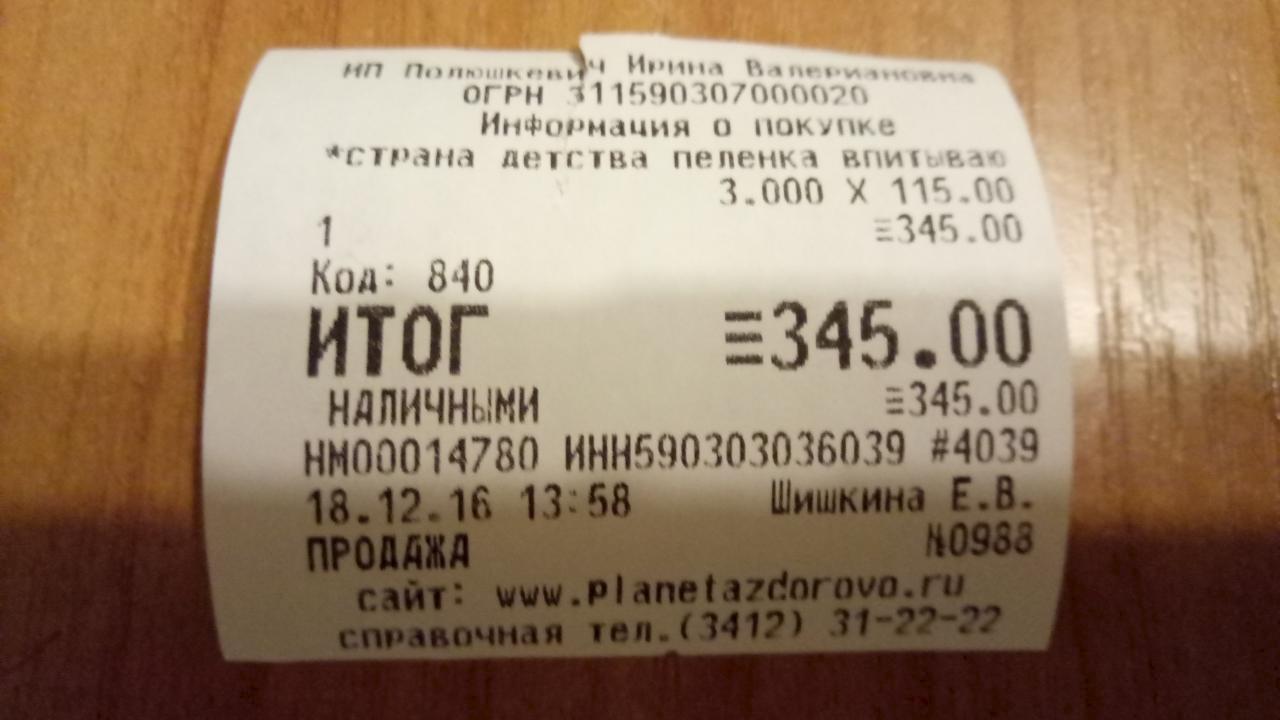 ИП Полюшкевич Ирина Валериановна
ОГРН 311590307000020
Информация о покупке
*страна детства пеленка впитываю
3.000 X 115.00
1 ≡345.00
Код: 840
ИТОГ ≡345.00
НАЛИЧНЫМИ ≡345.00
НМ00014780 ИНН590303036039 #4039
18.12.16 13:58 Шишкина Е.В.
ПРОДАЖА №0988
сайт: www.planetazdorovo.ru
справочная тел.(3412) 31-22-22